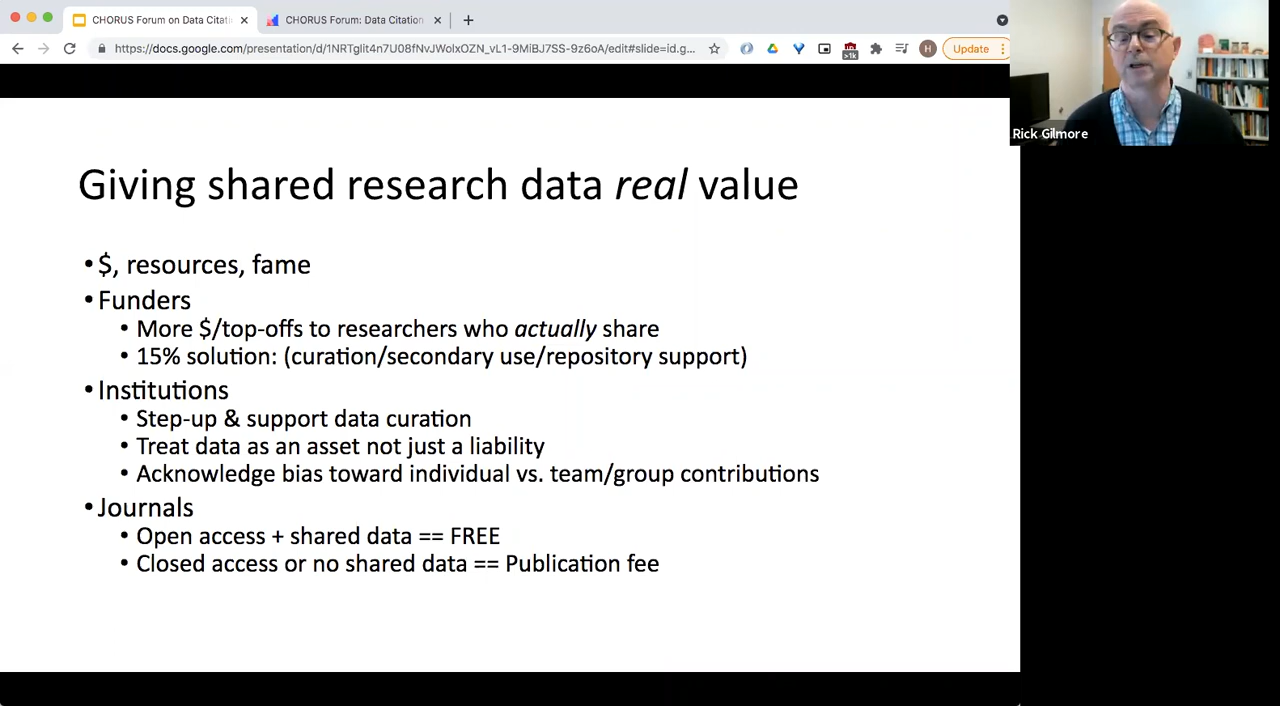 CHORUS Forum on Data Citati
CHORUS Forum: Data Citation
https://docs.google.com/presentation/d/1NRTglit4n7U08fNvJWolxOZN_vL1-9MiBJ7SS-9z6oA/edit#slide=id.g...
>1k
H
Update
Rick Gilmore
Giving shared research data real value
•$, resources, fame
•Funders
• More $/top-offs to researchers who actually share
• 15% solution: (curation/secondary use/repository support)
•Institutions
• Step-up & support data curation
• Treat data as an asset not just a liability
• Acknowledge bias toward individual vs. team/group contributions
•Journals
• Open access + shared data == FREE
• Closed access or no shared data == Publication fee